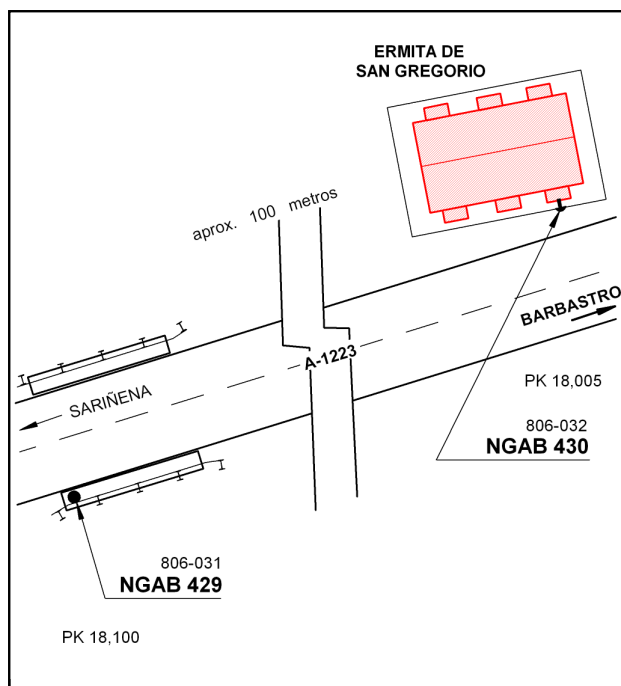 ERMITA DE
SAN GREGORIO
aprox. 100 metros
BARBASTRO
A-1223
SARIÑENA
PK 18,005
806-032
NGAB 430
806-031
NGAB 429
PK 18,100